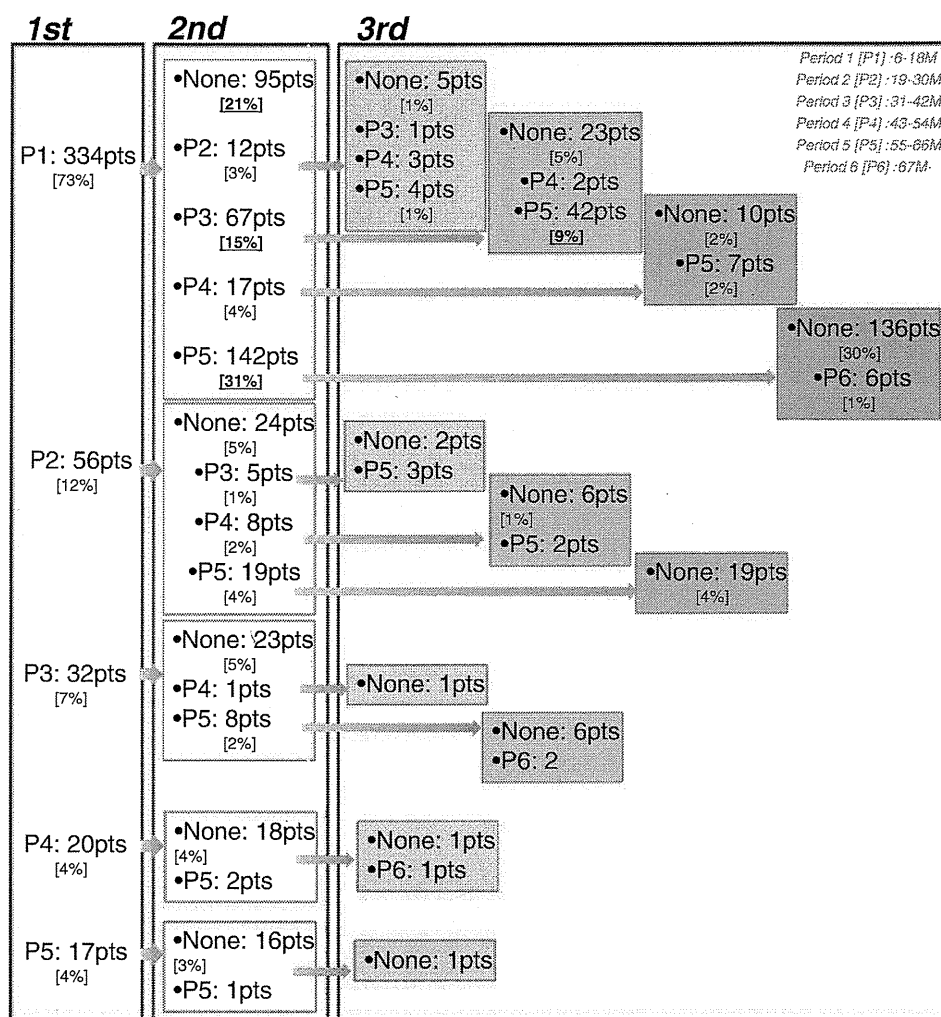 1st
2nd
3rd
Period 1 [P1] :6-18M
Period 2 [P2] :19-30M
Period 3 [P3] :31-42M
Period 4 [P4] :43-54M
Period 5 [P5] :55-66M
Period 6 [P6] :67M-
P1: 334pts
[73%]
•None: 95pts
[21%]
•P2: 12pts
[3%]
•P3: 67pts
[15%]
•P4: 17pts
[4%]
•P5: 142pts
[31%]
•None: 5pts
[1%]
•P3: 1pts
•P4: 3pts
•P5: 4pts
[1%]
•None: 23pts
[5%]
•P4: 2pts
•P5: 42pts
[9%]
•None: 10pts
[2%]
•P5: 7pts
[2%]
•None: 136pts
[30%]
•P6: 6pts
[1%]
P2: 56pts
[12%]
•None: 24pts
[5%]
•P3: 5pts
[1%]
•P4: 8pts
[2%]
•P5: 19pts
[4%]
•None: 2pts
•P5: 3pts
•None: 6pts
[1%]
•P5: 2pts
•None: 19pts
[4%]
P3: 32pts
[7%]
•None: 23pts
[5%]
•P4: 1pts
•P5: 8pts
[2%]
•None: 1pts
•None: 6pts
•P6: 2
P4: 20pts
[4%]
•None: 18pts
[4%]
•P5: 2pts
•None: 1pts
•P6: 1pts
P5: 17pts
[4%]
•None: 16pts
[3%]
•P5: 1pts
•None: 1pts